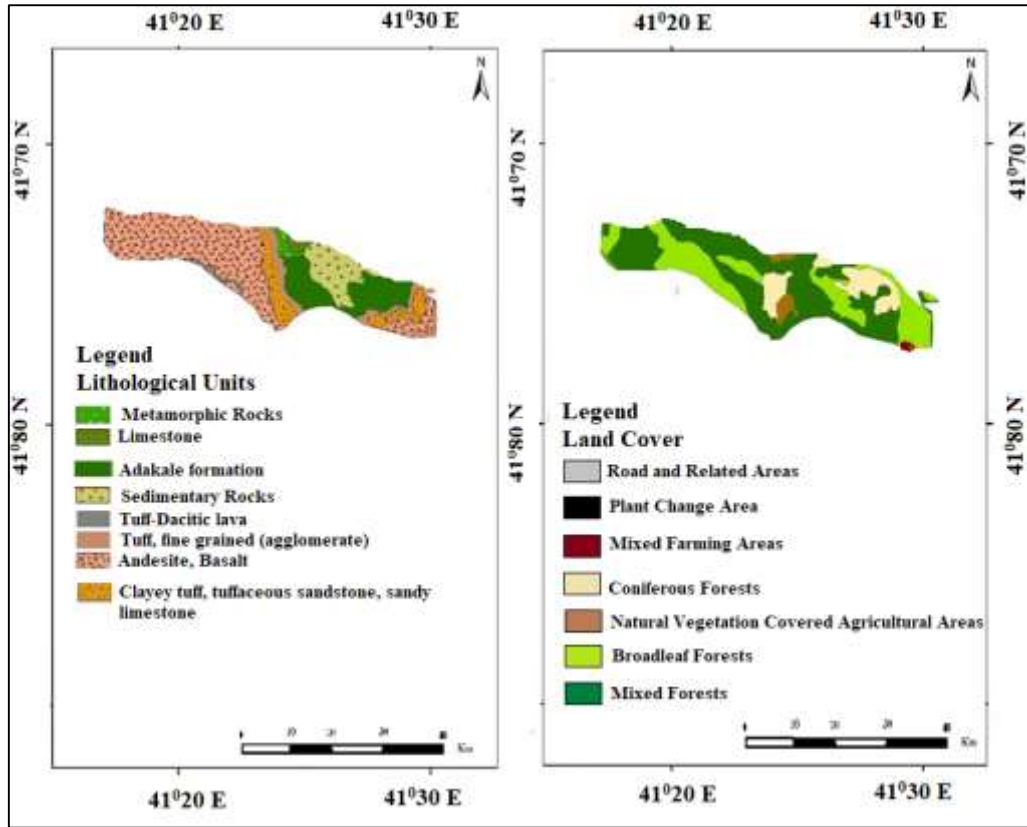 41⁰20 E
41⁰30 E
N
41⁰70 N
41⁰80 N
Legend
Lithological Units
Metamorphic Rocks
Limestone
Adakale formation
Sedimentary Rocks
Tuff-Dacitic lava
Tuff, fine grained (agglomerate)
Andesite, Basalt
Clayey tuff, tuffaceous sandstone, sandy
limestone
Km
41⁰20 E
41⁰30 E
41⁰20 E
41⁰30 E
N
41⁰70 N
41⁰70 N
41⁰80 N
41⁰80 N
Legend
Land Cover
Road and Related Areas
Plant Change Area
Mixed Farming Areas
Coniferous Forests
Natural Vegetation Covered Agricultural Areas
Broadleaf Forests
Mixed Forests
Km
41⁰20 E
41⁰30 E